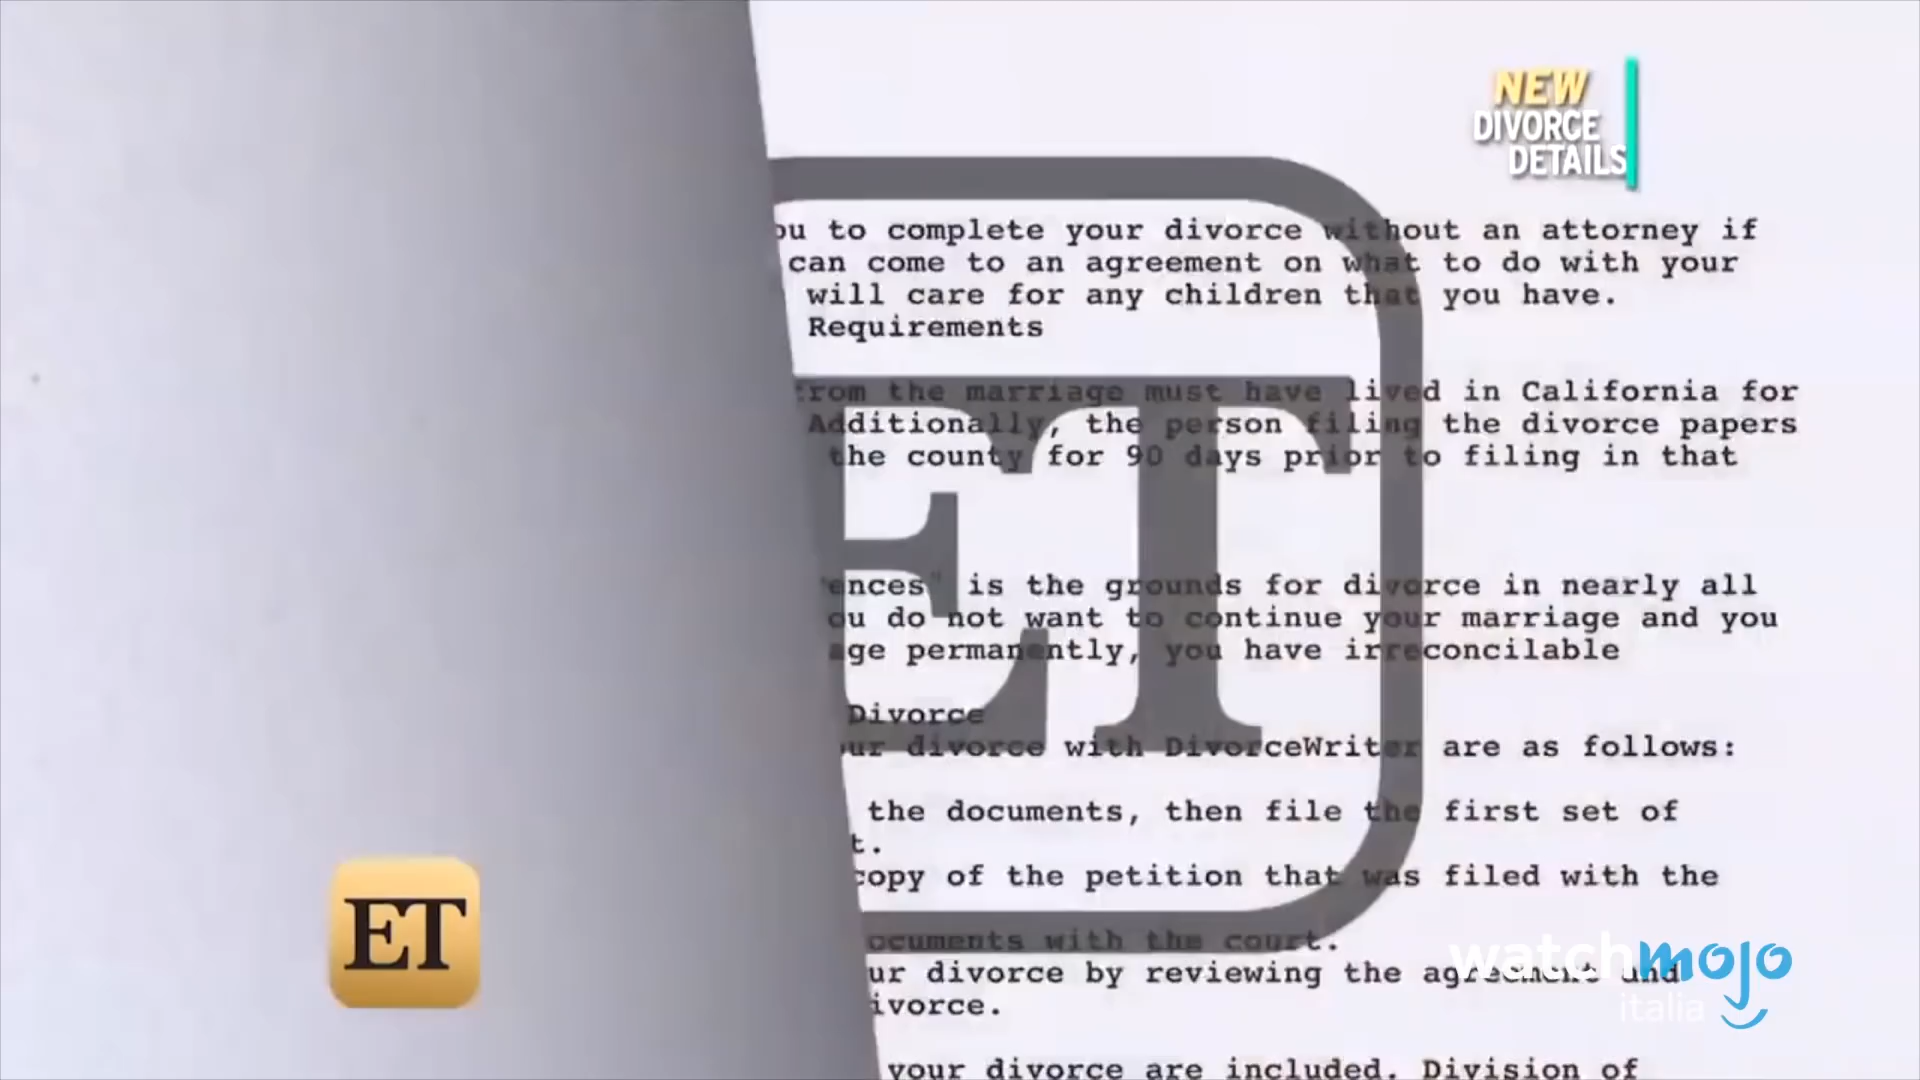 NEW
DIVORCE
DETAILS
to complete your divorce without an attorney if
can come to an agreement on what to do with your
will care for any children that you have.
Requirements
from the marriage must have lived in California for
Additionally, the person filing the divorce papers
the county for 90 days prior to filing in that
is the grounds for divorce in nearly all
ou do not want to continue your marriage and you
age permanently, you have irreconcilable
Divorce
ur divorce with DivorceWriter are as follows:
the documents, then file the first set of
t.
copy of the petition that was filed with the
ocuments with the court.
ur divorce by reviewing the agreement and
ivorce.
your divorce are included. Division of
ET
ET
watchmojo
italia